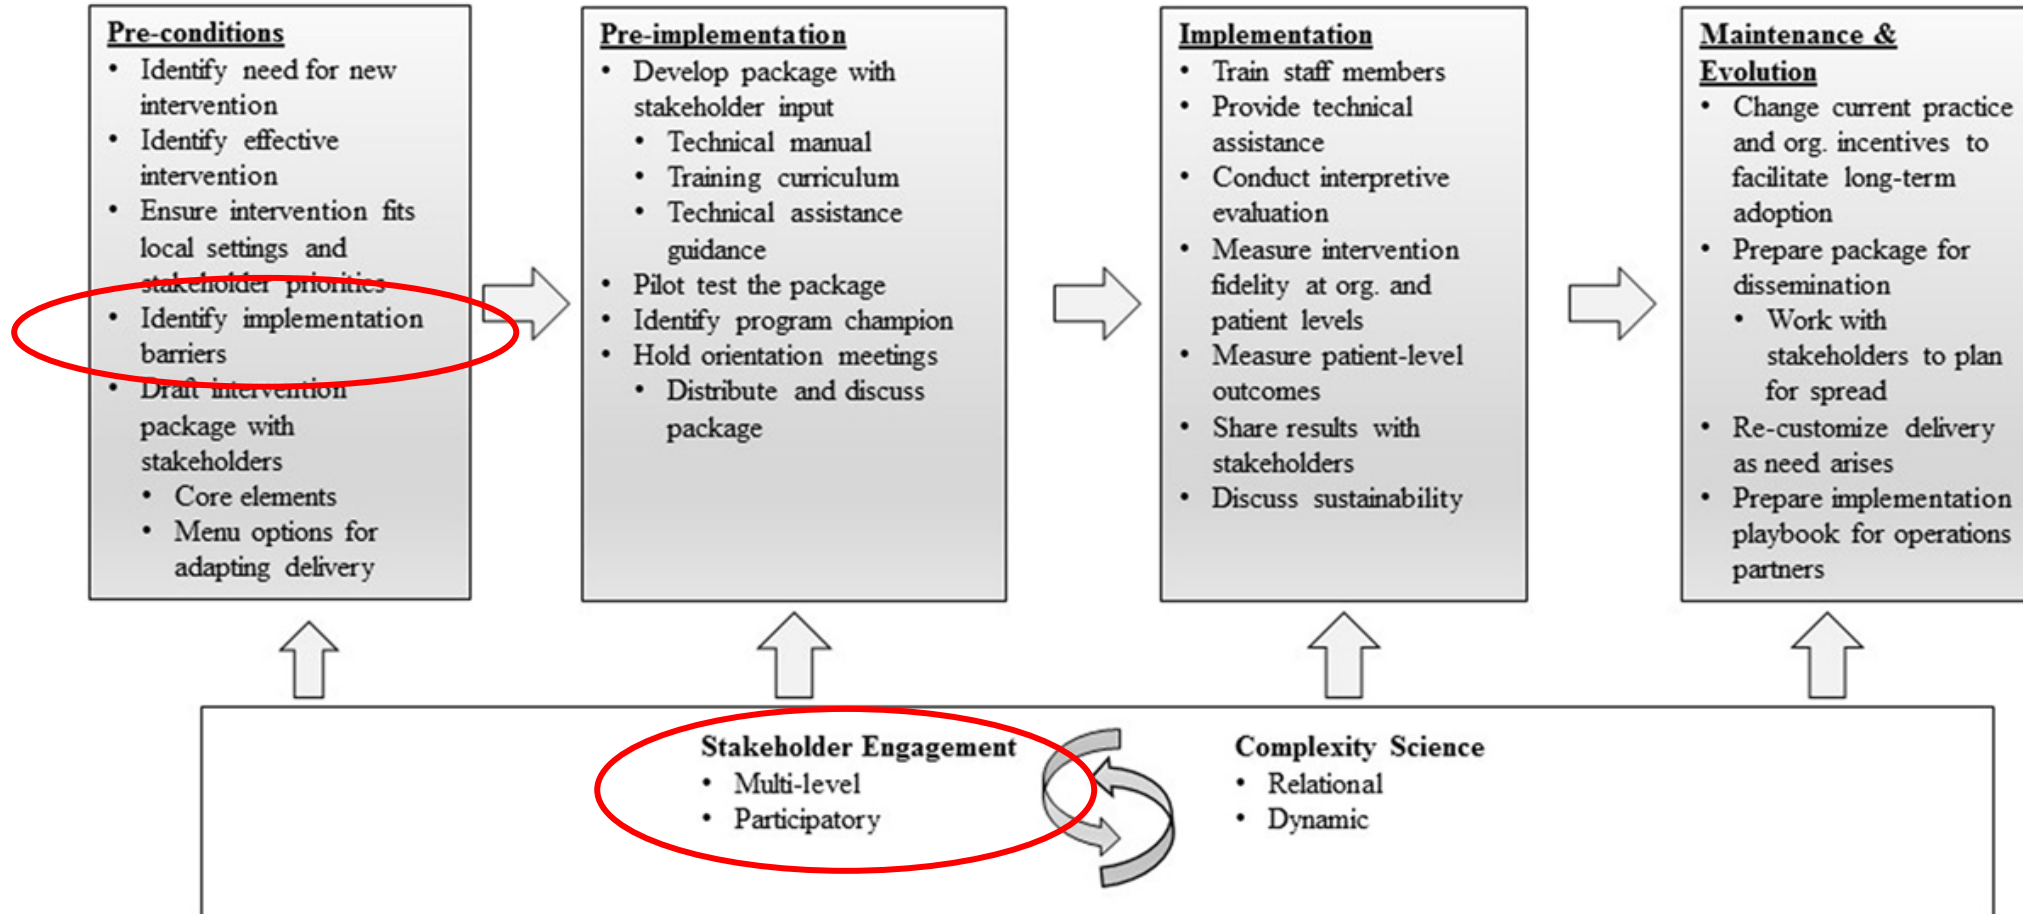 Pre-conditions
• Identify need for new
intervention
• Identify effective
intervention
• Ensure intervention fits
local settings and
stakeholder priorities
• Identify implementation
barriers
• Draft intervention
package with
stakeholders
• Core elements
• Menu options for
adapting delivery
Pre-implementation
• Develop package with
stakeholder input
• Technical manual
• Training curriculum
• Technical assistance
guidance
• Pilot test the package
• Identify program champion
• Hold orientation meetings
• Distribute and discuss
package
Implementation
• Train staff members
• Provide technical
assistance
• Conduct interpretive
evaluation
• Measure intervention
fidelity at org. and
patient levels
• Measure patient-level
outcomes
• Share results with
stakeholders
• Discuss sustainability
Maintenance &
Evolution
• Change current practice
and org. incentives to
facilitate long-term
adoption
• Prepare package for
dissemination
• Work with
stakeholders to plan
for spread
• Re-customize delivery
as need arises
• Prepare implementation
playbook for operations
partners
Stakeholder Engagement
• Multi-level
• Participatory
Complexity Science
• Relational
• Dynamic